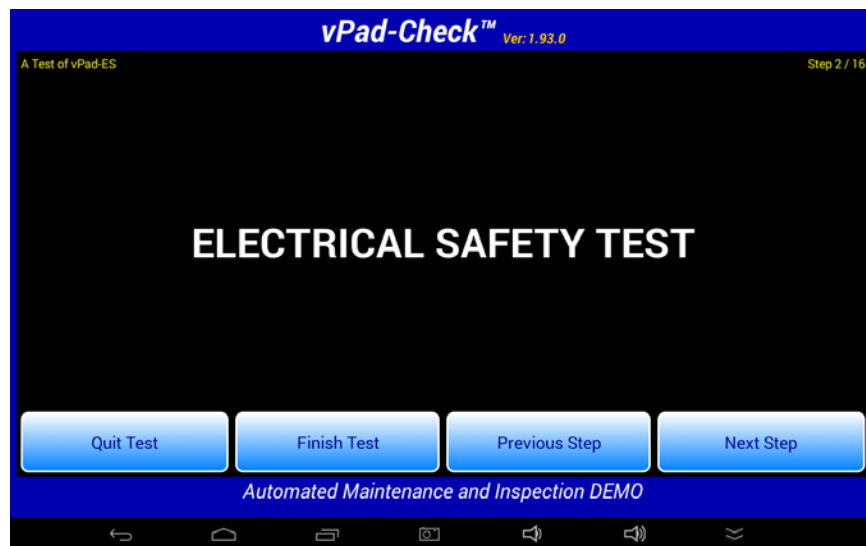 vPad-Check™ Ver: 1.93.0
A Test of vPad-ES Step 2 / 16
ELECTRICAL SAFETY TEST
Quit Test Finish Test Previous Step Next Step
Automated Maintenance and Inspection DEMO